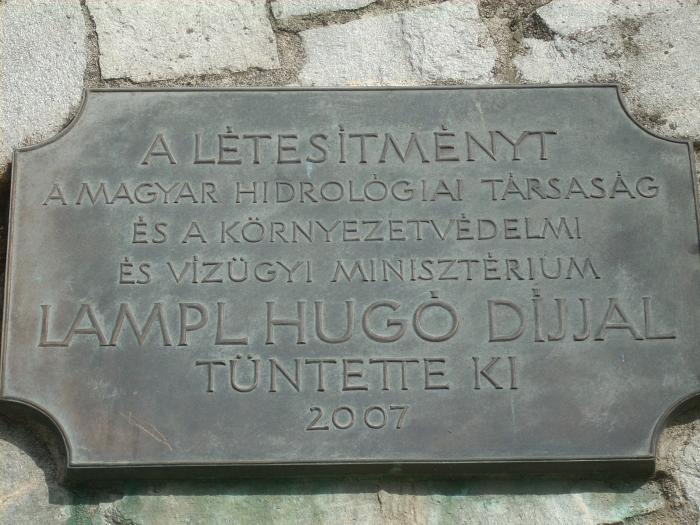 A LÉTESÍTMÉNYT
A MAGYAR HIDROLÓGIAI TÁRSASÁG
ÉS A KÖRNYEZETVÉDELMI
ÉS VÍZÜGYI MINISZTÉRIUM
LAMPL HUGÓ DÍJJAL
TÜNTETTE KI
2007